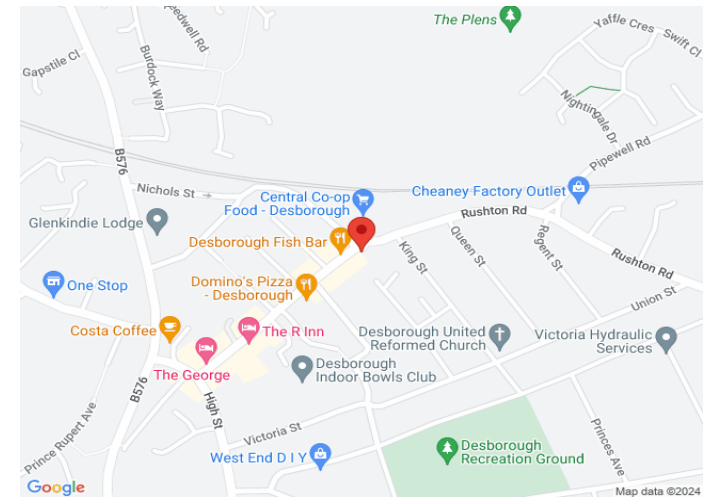 The Plens
Yaffle Cres
Swift Cl
eedwell Rd
Gapstile Cl
Burdock Way
Nightingale Dr
Pipewell Rd
B576
Nichols St →
Central Co-op
Food - Desborough
Cheaney Factory Outlet
Rushton Rd
Glenkindie Lodge
Desborough Fish Bar
King St
Queen St
Regent St
Rushton Rd
One Stop
Domino's Pizza
- Desborough
Union St
Costa Coffee
The R Inn
Desborough United
Reformed Church
Victoria Hydraulic
Services
The George
Desborough
Indoor Bowls Club
B576
High St
Prince Rupert Ave
Victoria St
Princes Ave
West End D I Y
Desborough
Recreation Ground
Google
Map data ©2024